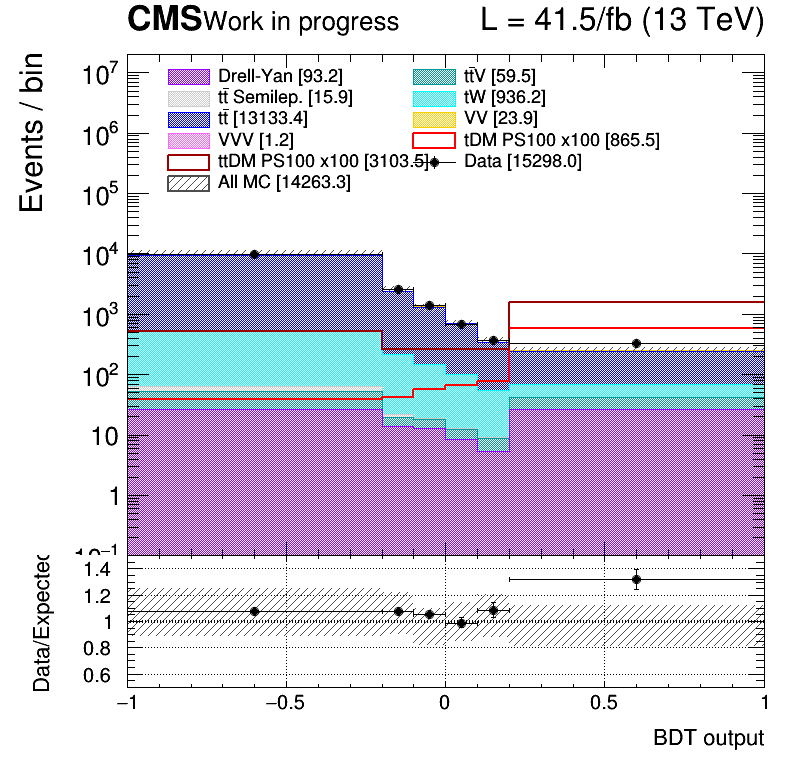 CMS Work in progress L = 41.5/fb (13 TeV)
Events / bin
Drell-Yan [93.2] tt̄V [59.5]
tt̄ Semilep. [15.9] tW [936.2]
tt̄ [13133.4] VV [23.9]
VVV [1.2] tDM PS100 x100 [865.5]
ttDM PS100 x100 [3103.5] Data [15298.0]
All MC [14263.3]
10⁷
10⁶
10⁵
10⁴
10³
10²
10
1
10⁻¹
Data/Expected
1.4
1.2
1
0.8
0.6
−1 −0.5 0 0.5 1
BDT output